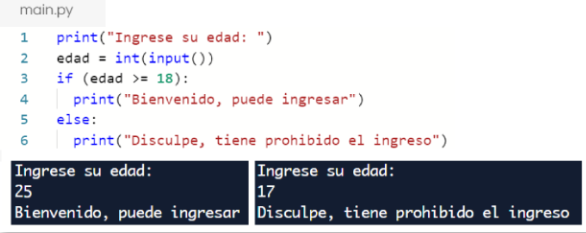 main.py
1 print("Ingrese su edad: ")
2 edad = int(input())
3 if (edad >= 18):
4 print("Bienvenido, puede ingresar")
5 else:
6 print("Disculpe, tiene prohibido el ingreso")
Ingrese su edad:
25
Bienvenido, puede ingresar
Ingrese su edad:
17
Disculpe, tiene prohibido el ingreso